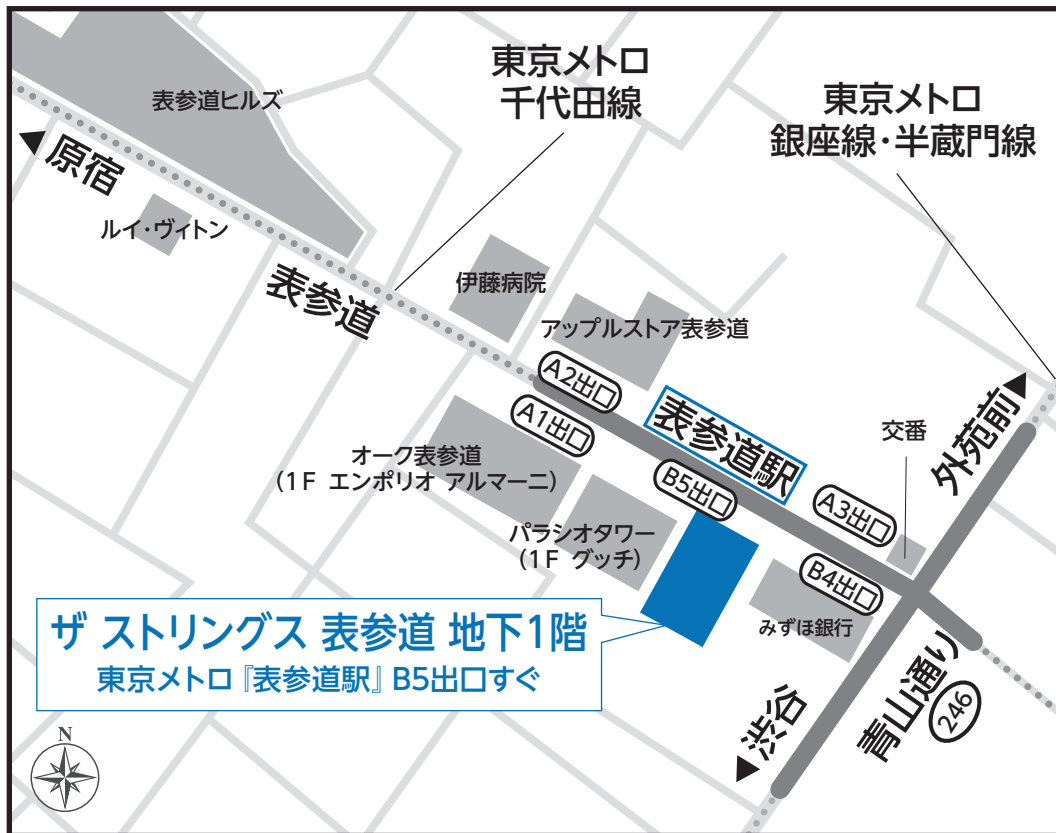 東京メトロ
千代田線
東京メトロ
銀座線・半蔵門線
表参道ヒルズ
原宿
ルイ・ヴィトン
表参道
伊藤病院
アップルストア表参道
A2出口
A1出口
表参道駅
外苑前
交番
オーク表参道
(1F エンポリオ アルマーニ)
B5出口
A3出口
パラシオタワー
(1F グッチ)
B4出口
みずほ銀行
ザ ストリングス 表参道 地下1階
東京メトロ『表参道駅』B5出口すぐ
渋谷
青山通り
246
N